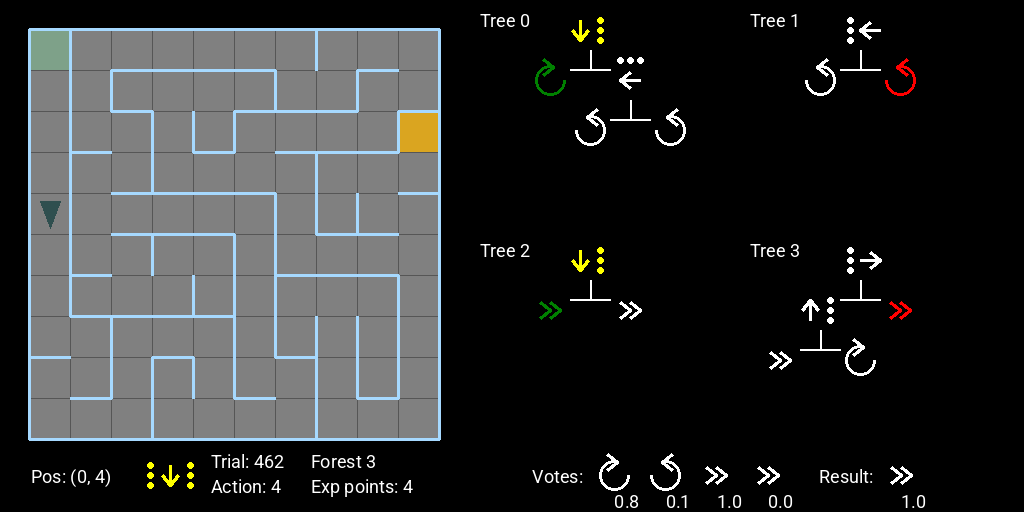 Tree 0
Tree 1
Tree 2
Tree 3
Pos: (0, 4)
Trial: 462
Action: 4
Forest 3
Exp points: 4
Votes:
0.8
0.1
1.0
0.0
Result:
1.0